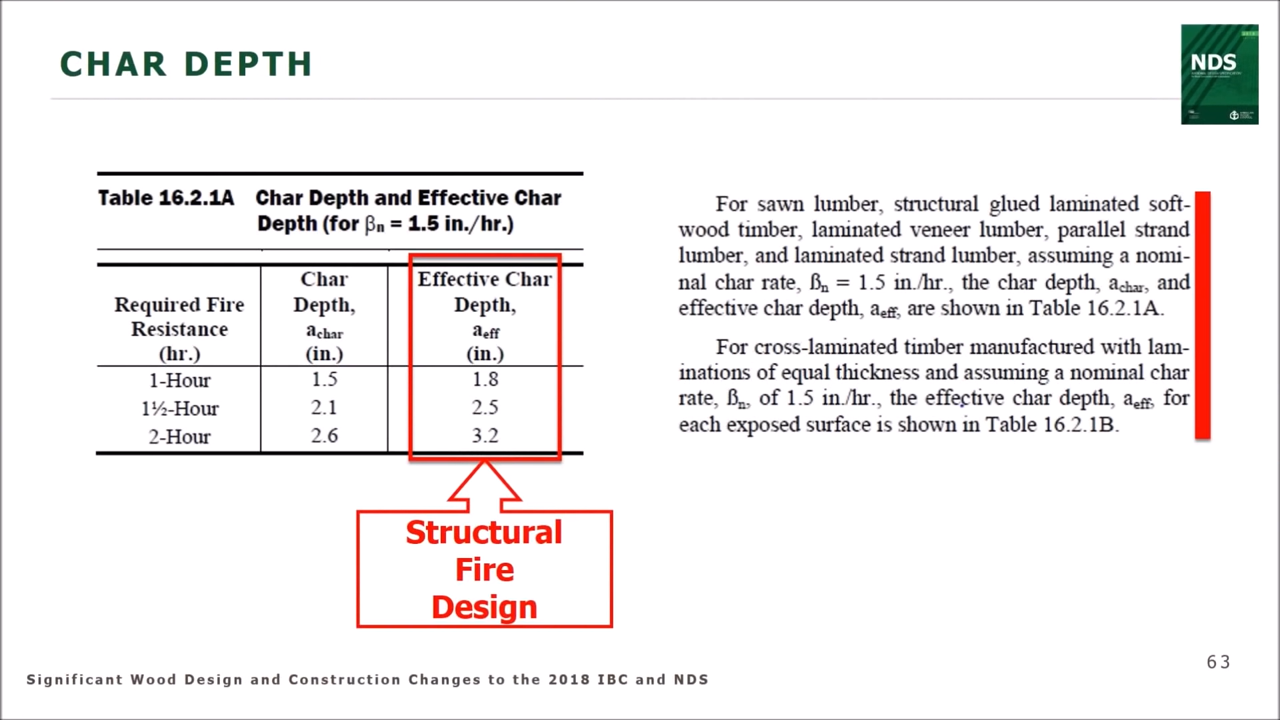 CHAR DEPTH
NDS
Table 16.2.1A Char Depth and Effective Char
Depth (for βn = 1.5 in./hr.)
Required Fire
Resistance
(hr.)
Char
Depth,
achar
(in.)
Effective Char
Depth,
aeff
(in.)
1-Hour 1.5 1.8
1½-Hour 2.1 2.5
2-Hour 2.6 3.2
Structural
Fire
Design
For sawn lumber, structural glued laminated soft-
wood timber, laminated veneer lumber, parallel strand
lumber, and laminated strand lumber, assuming a nomi-
nal char rate, ßn = 1.5 in./hr., the char depth, achar, and
effective char depth, aeff, are shown in Table 16.2.1A.
For cross-laminated timber manufactured with lam-
inations of equal thickness and assuming a nominal char
rate, ßn, of 1.5 in./hr., the effective char depth, aeff, for
each exposed surface is shown in Table 16.2.1B.
63
Significant Wood Design and Construction Changes to the 2018 IBC and NDS